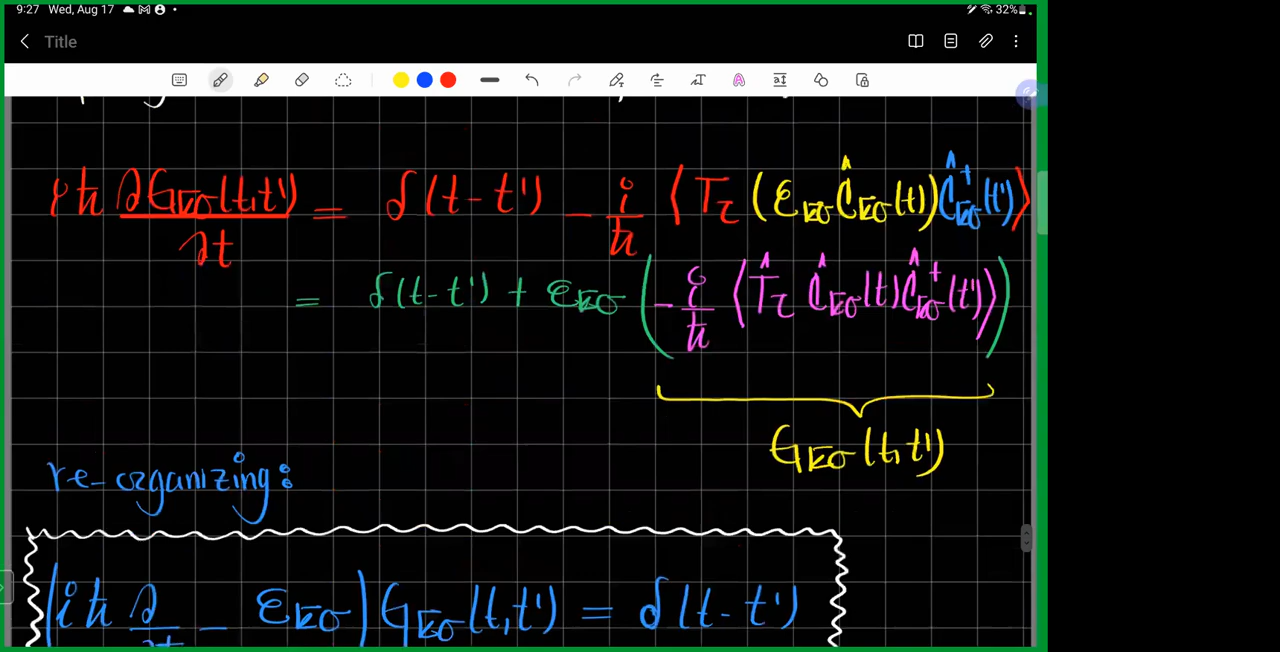 9:27 Wed, Aug 17
32%
Title
iħ ∂G_kσ(t,t')/∂t = δ(t-t') - i/ħ ⟨T_τ (ε_kσ Ĉ_kσ(t)) Ĉ†_kσ(t')⟩
= δ(t-t') + ε_kσ (-i/ħ ⟨T̂_τ Ĉ_kσ(t) Ĉ†_kσ(t')⟩)
G_kσ(t,t')
re-organizing:
(iħ ∂/∂t - ε_kσ) G_kσ(t,t') = δ(t-t')